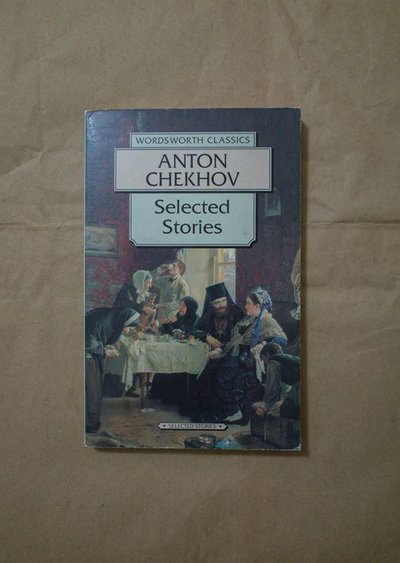 WORDSWORTH CLASSICS
ANTON
CHEKHOV
Selected
Stories
SELECTED STORIES